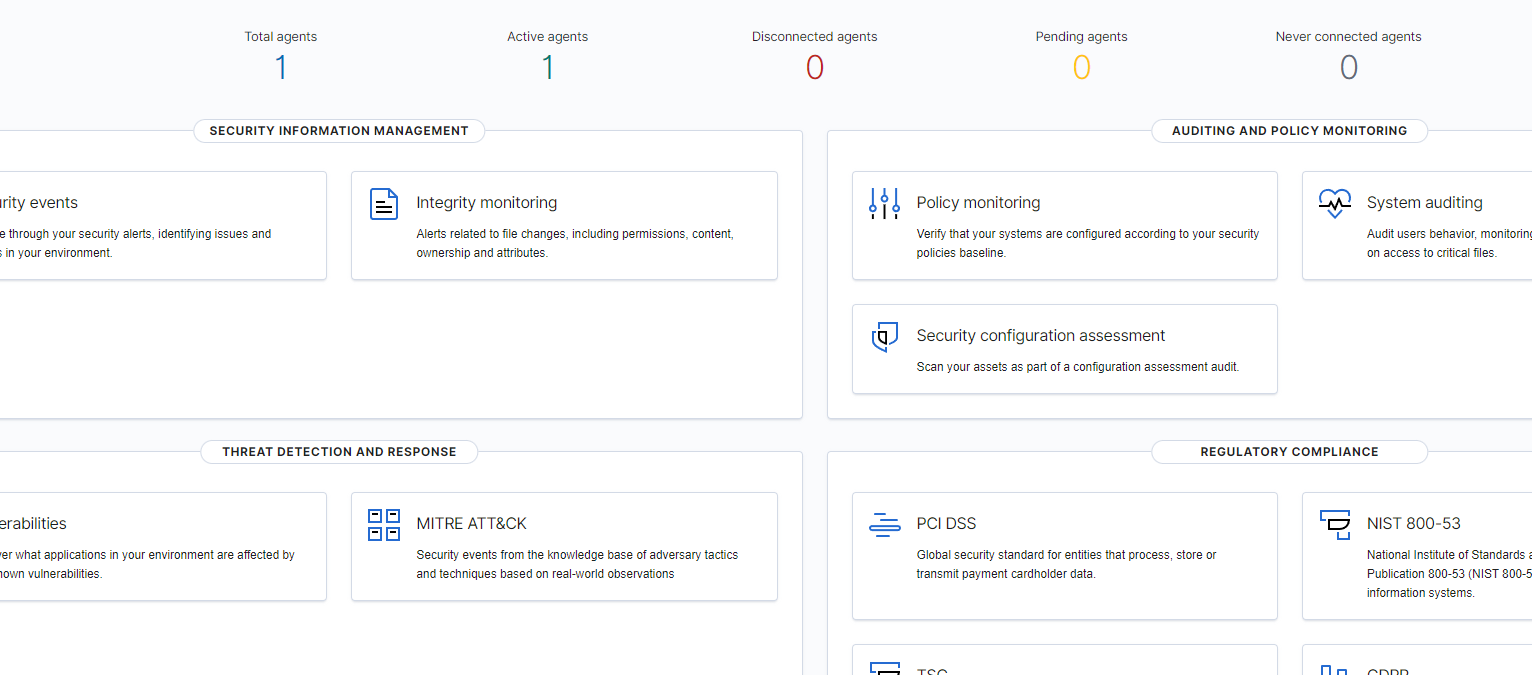 Total agents
1
Active agents
1
Disconnected agents
0
Pending agents
0
Never connected agents
0
SECURITY INFORMATION MANAGEMENT
rity events
e through your security alerts, identifying issues and
s in your environment.
Integrity monitoring
Alerts related to file changes, including permissions, content,
ownership and attributes.
AUDITING AND POLICY MONITORING
Policy monitoring
Verify that your systems are configured according to your security
policies baseline.
System auditing
Audit users behavior, monitoring
on access to critical files.
Security configuration assessment
Scan your assets as part of a configuration assessment audit.
THREAT DETECTION AND RESPONSE
erabilities
er what applications in your environment are affected by
nown vulnerabilities.
MITRE ATT&CK
Security events from the knowledge base of adversary tactics
and techniques based on real-world observations
REGULATORY COMPLIANCE
PCI DSS
Global security standard for entities that process, store or
transmit payment cardholder data.
NIST 800-53
National Institute of Standards a
Publication 800-53 (NIST 800-5
information systems.
TSC
GDPR